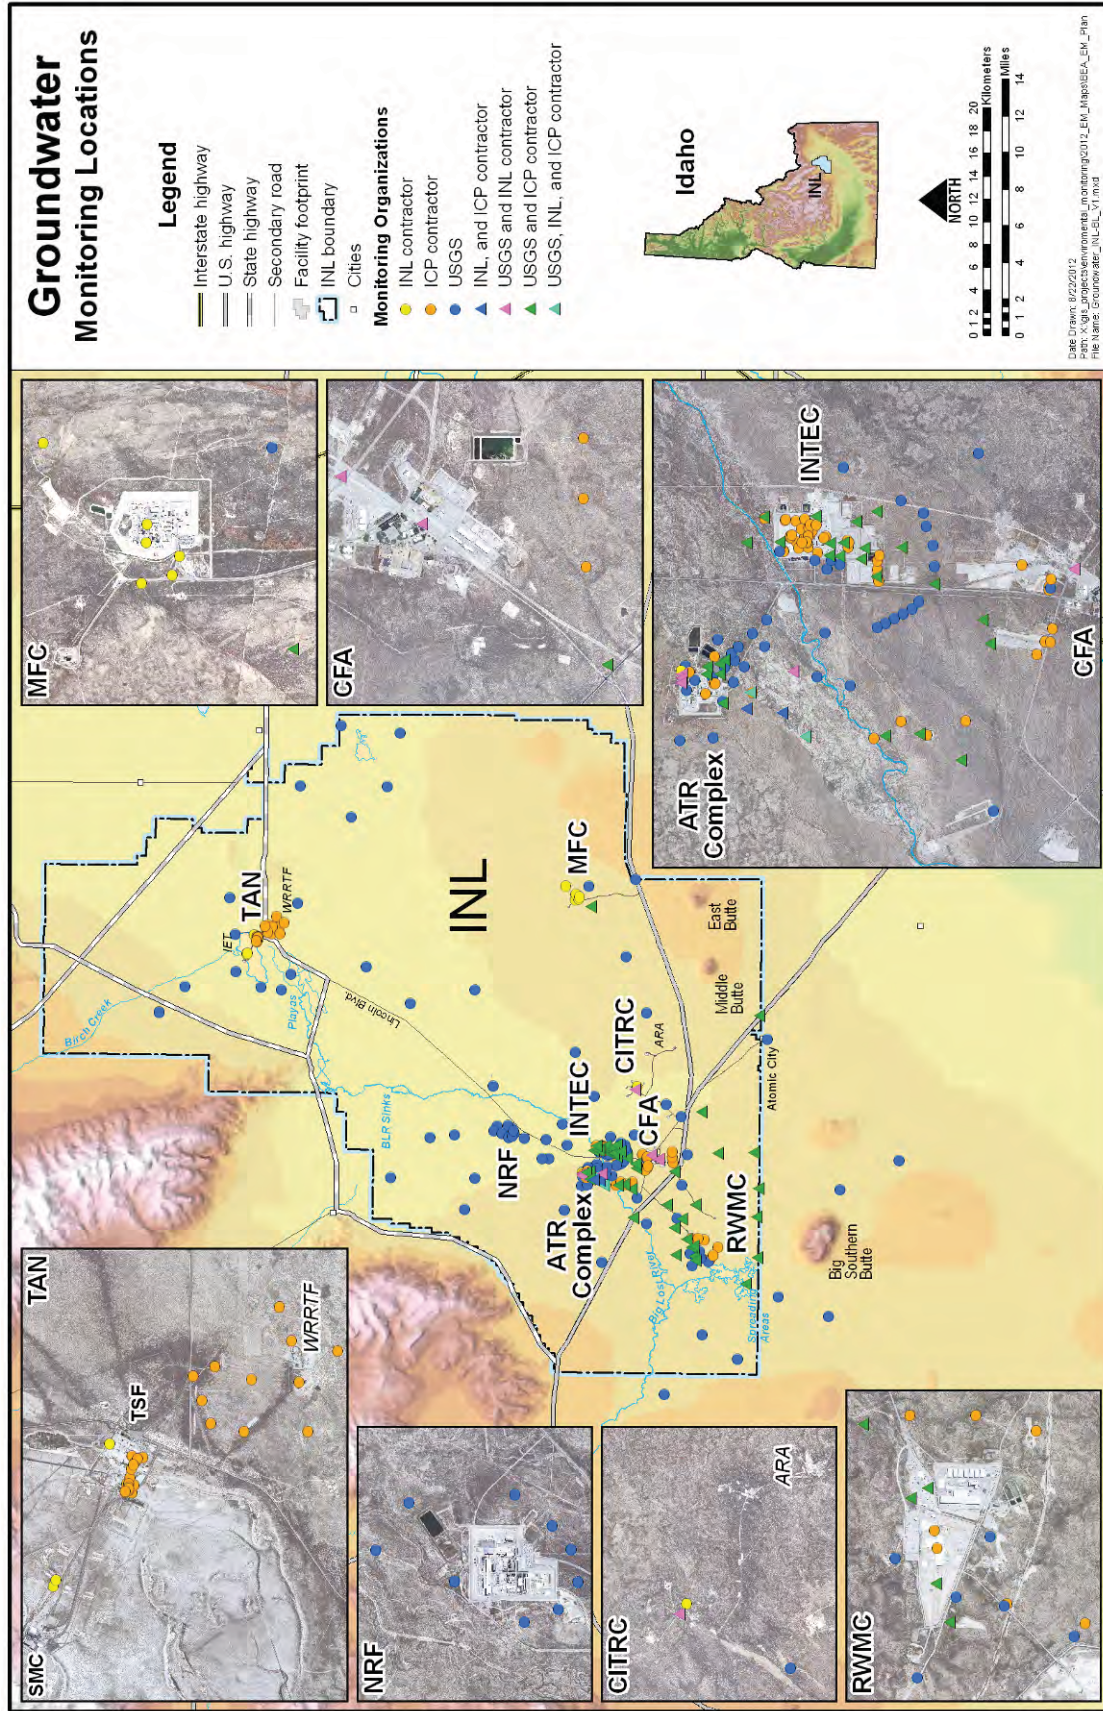 Groundwater
Monitoring Locations
Legend
Interstate highway
U.S. highway
State highway
Secondary road
Facility footprint
INL boundary
Cities
Monitoring Organizations
INL contractor
ICP contractor
USGS
INL, and ICP contractor
USGS and INL contractor
USGS and ICP contractor
USGS, INL, and ICP contractor
Idaho
INL
NORTH
0 1 2 4 6 8 10 12 14 16 18 20
Kilometers
Miles
0 1 2 4 6 8 10 12 14
Date Drawn: 8/22/2012
File Name: Groundwater_INL-BL_V1.mxd
TAN
SMC
TSF
WRRTF
NRF
CITRC
ARA
RWMC
MFC
CFA
ATR
Complex
INTEC
CFA
Birch Creek
IET
TAN
WRRTF
Playas
Lincoln Blvd.
BLR Sinks
INL
NRF
INTEC
ATR
Complex
CITRC
CFA
ARA
MFC
RWMC
Big Lost River
Spreading
Areas
Middle
Butte
East
Butte
Atomic City
Big
Southern
Butte